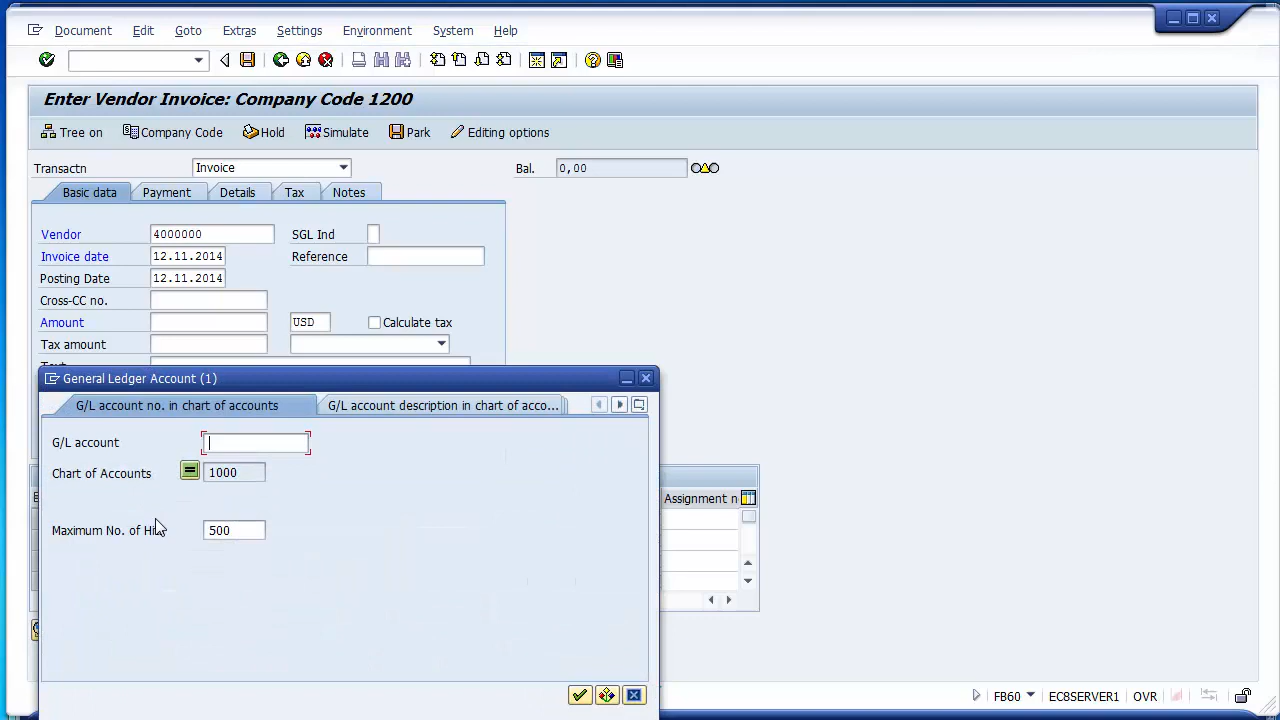 Document Edit Goto Extras Settings Environment System Help
Enter Vendor Invoice: Company Code 1200
Tree on Company Code Hold Simulate Park Editing options
Transactn Invoice Bal. 0,00
Basic data Payment Details Tax Notes
Vendor 4000000 SGL Ind
Invoice date 12.11.2014 Reference
Posting Date 12.11.2014
Cross-CC no.
Amount USD Calculate tax
Tax amount
General Ledger Account (1)
G/L account no. in chart of accounts G/L account description in chart of acco...
G/L account
Chart of Accounts 1000
Assignment n
Maximum No. of Hi 500
FB60 EC8SERVER1 OVR